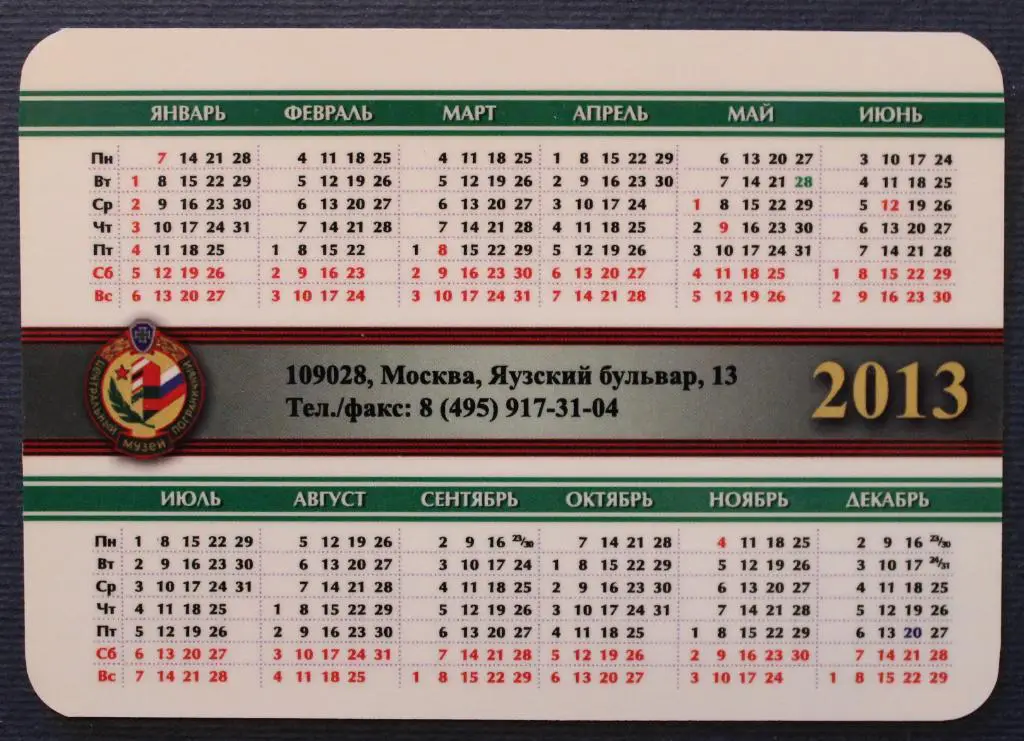 ЯНВАРЬ ФЕВРАЛЬ МАРТ АПРЕЛЬ МАЙ ИЮНЬ
Пн 7 14 21 28 4 11 18 25 4 11 18 25 1 8 15 22 29 6 13 20 27 3 10 17 24
Вт 1 8 15 22 29 5 12 19 26 5 12 19 26 2 9 16 23 30 7 14 21 28 4 11 18 25
Ср 2 9 16 23 30 6 13 20 27 6 13 20 27 3 10 17 24 1 8 15 22 29 5 12 19 26
Чт 3 10 17 24 31 7 14 21 28 7 14 21 28 4 11 18 25 2 9 16 23 30 6 13 20 27
Пт 4 11 18 25 1 8 15 22 1 8 15 22 29 5 12 19 26 3 10 17 24 31 7 14 21 28
Сб 5 12 19 26 2 9 16 23 2 9 16 23 30 6 13 20 27 4 11 18 25 1 8 15 22 29
Вс 6 13 20 27 3 10 17 24 3 10 17 24 31 7 14 21 28 5 12 19 26 2 9 16 23 30
ЦЕНТРАЛЬНЫЙ МУЗЕЙ
109028, Москва, Яузский бульвар, 13
Тел./факс: 8 (495) 917-31-04
2013
ИЮЛЬ АВГУСТ СЕНТЯБРЬ ОКТЯБРЬ НОЯБРЬ ДЕКАБРЬ
Пн 1 8 15 22 29 5 12 19 26 2 9 16 23/30 7 14 21 28 4 11 18 25 2 9 16 23/30
Вт 2 9 16 23 30 6 13 20 27 3 10 17 24 1 8 15 22 29 5 12 19 26 3 10 17 24/31
Ср 3 10 17 24 31 7 14 21 28 4 11 18 25 2 9 16 23 30 6 13 20 27 4 11 18 25
Чт 4 11 18 25 1 8 15 22 29 5 12 19 26 3 10 17 24 31 7 14 21 28 5 12 19 26
Пт 5 12 19 26 2 9 16 23 30 6 13 20 27 4 11 18 25 1 8 15 22 29 6 13 20 27
Сб 6 13 20 27 3 10 17 24 31 7 14 21 28 5 12 19 26 2 9 16 23 30 7 14 21 28
Вс 7 14 21 28 4 11 18 25 1 8 15 22 29 6 13 20 27 3 10 17 24 1 8 15 22 29